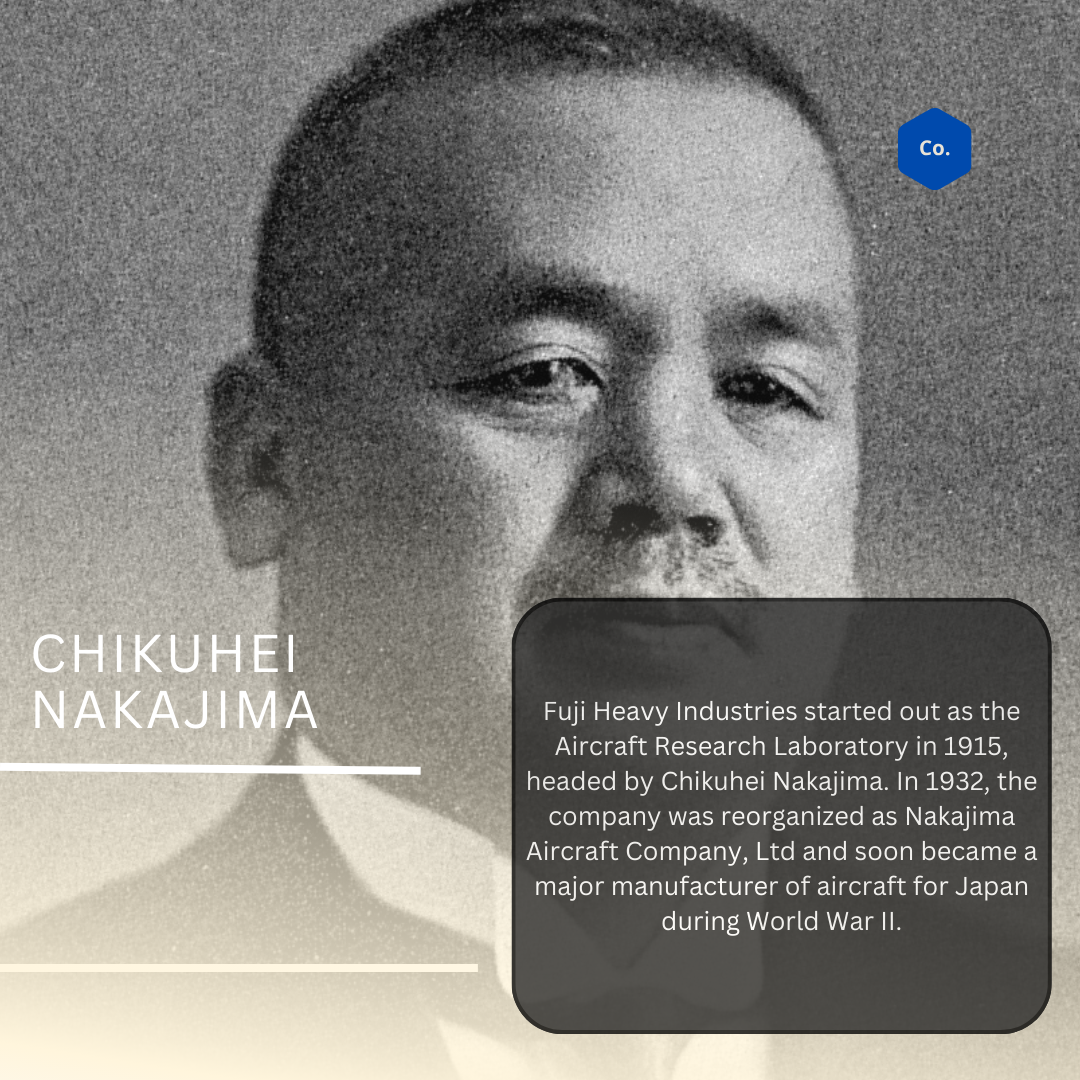 Co.
CHIKUHEI
NAKAJIMA
Fuji Heavy Industries started out as the
Aircraft Research Laboratory in 1915,
headed by Chikuhei Nakajima. In 1932, the
company was reorganized as Nakajima
Aircraft Company, Ltd and soon became a
major manufacturer of aircraft for Japan
during World War II.